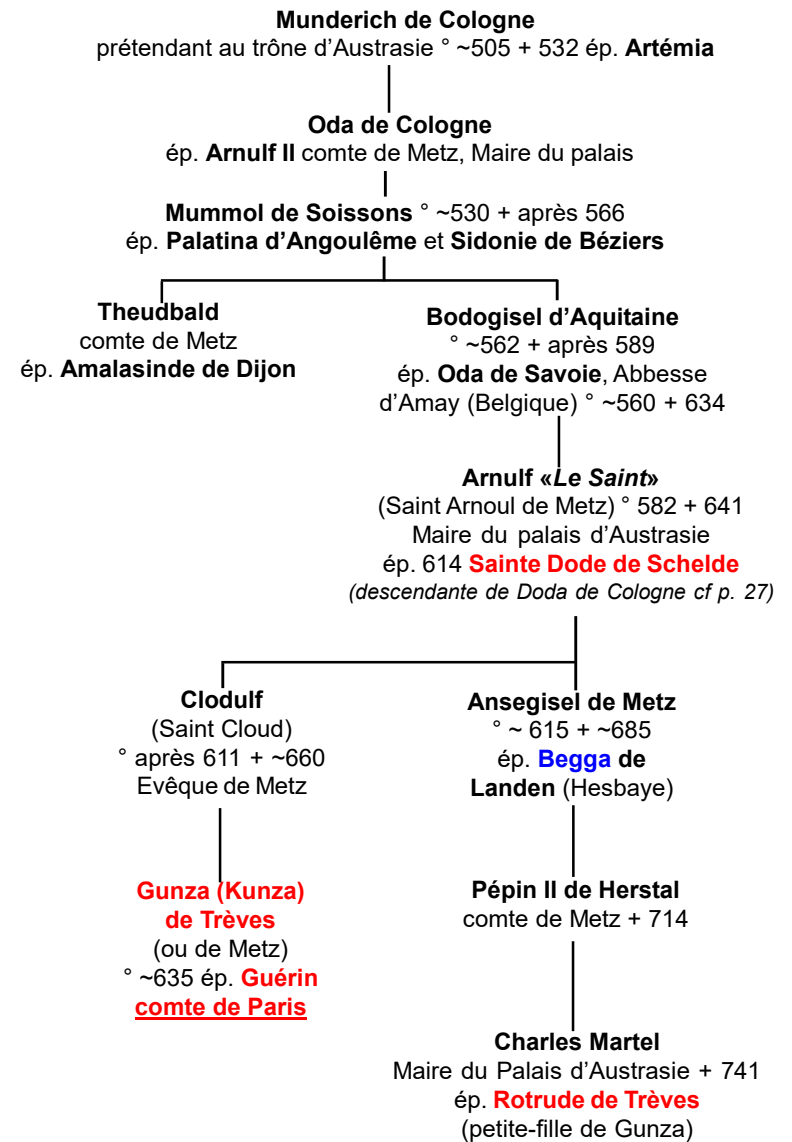 Munderich de Cologne
prétendant au trône d'Austrasie ° ~505 + 532 ép. Artémia
Oda de Cologne
ép. Arnulf II comte de Metz, Maire du palais
Mummol de Soissons ° ~530 + après 566
ép. Palatina d'Angoulême et Sidonie de Béziers
Theudbald
comte de Metz
ép. Amalasinde de Dijon
Bodogisel d'Aquitaine
° ~562 + après 589
ép. Oda de Savoie, Abbesse
d'Amay (Belgique) ° ~560 + 634
Arnulf «Le Saint»
(Saint Arnoul de Metz) ° 582 + 641
Maire du palais d'Austrasie
ép. 614 Sainte Dode de Schelde
(descendante de Doda de Cologne cf p. 27)
Clodulf
(Saint Cloud)
° après 611 + ~660
Evêque de Metz
Ansegisel de Metz
° ~ 615 + ~685
ép. Begga de
Landen (Hesbaye)
Gunza (Kunza)
de Trèves
(ou de Metz)
° ~635 ép. Guérin
comte de Paris
Pépin II de Herstal
comte de Metz + 714
Charles Martel
Maire du Palais d'Austrasie + 741
ép. Rotrude de Trèves
(petite-fille de Gunza)